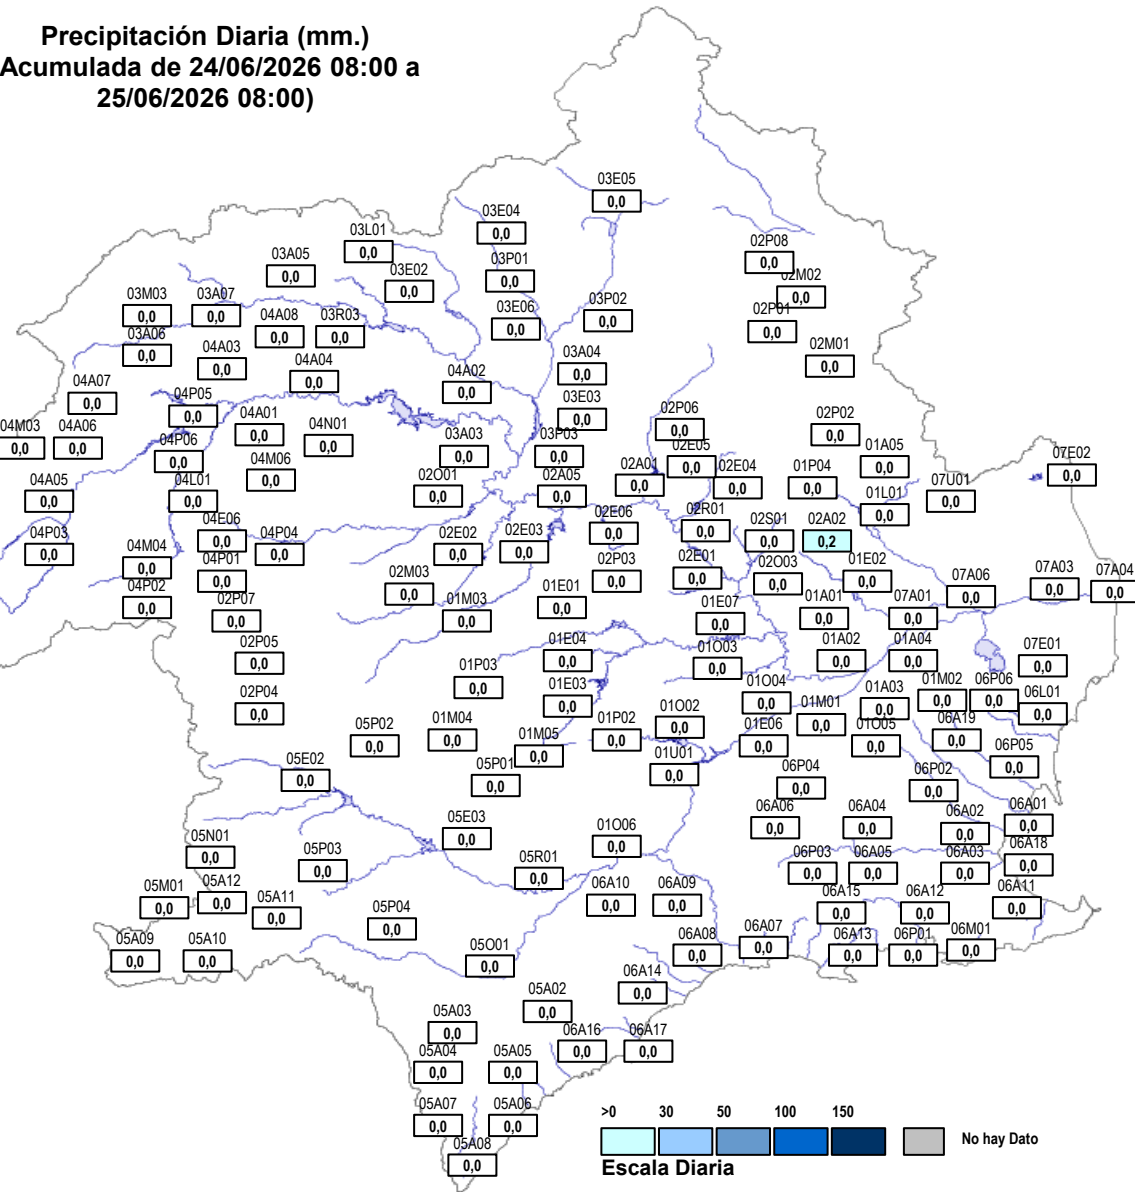 Precipitación Diaria (mm.)
Acumulada de 24/06/2026 08:00 a
25/06/2026 08:00)
03E05
0,0
03E04
0,0
03L01
0,0
02P08
0,0
03A05
0,0
03P01
0,0
03E02
0,0
02M02
0,0
03M03
0,0
03A07
0,0
03P02
0,0
03E06
0,0
02P01
0,0
04A08
0,0
03R03
0,0
03A06
0,0
04A03
0,0
02M01
0,0
03A04
0,0
04A04
0,0
04A02
0,0
04A07
0,0
04P05
0,0
03E03
0,0
02P06
0,0
02P02
0,0
04A01
0,0
04N01
0,0
04M03
0,0
04A06
0,0
04P06
0,0
03A03
0,0
03P03
0,0
02E05
0,0
01A05
0,0
07E02
0,0
04M06
0,0
02A01
0,0
02E04
0,0
01P04
0,0
04A05
0,0
04L01
0,0
02O01
0,0
02A05
0,0
07U01
0,0
01L01
0,0
04E06
0,0
02E06
0,0
02R01
0,0
02S01
0,0
02A02
0,2
04P03
0,0
04P04
0,0
02E02
0,0
02E03
0,0
04M04
0,0
04P01
0,0
02P03
0,0
02E01
0,0
02O03
0,0
01E02
0,0
07A06
0,0
07A03
0,0
07A04
0,0
02M03
0,0
04P02
0,0
01E01
0,0
02P07
0,0
01M03
0,0
01E07
0,0
01A01
0,0
07A01
0,0
02P05
0,0
01E04
0,0
01O03
0,0
01A02
0,0
01A04
0,0
07E01
0,0
01P03
0,0
01E03
0,0
01O04
0,0
01A03
0,0
01M02
0,0
06P06
0,0
06L01
0,0
02P04
0,0
01O02
0,0
01M01
0,0
05P02
0,0
01M04
0,0
01P02
0,0
01E06
0,0
01O05
0,0
06A19
0,0
01M05
0,0
01U01
0,0
06P05
0,0
05E02
0,0
05P01
0,0
06P04
0,0
06P02
0,0
06A06
0,0
06A04
0,0
06A02
0,0
06A01
0,0
05E03
0,0
01O06
0,0
05N01
0,0
05P03
0,0
05R01
0,0
06P03
0,0
06A05
0,0
06A03
0,0
06A18
0,0
05M01
0,0
05A12
0,0
05A11
0,0
06A10
0,0
06A09
0,0
06A15
0,0
06A12
0,0
06A11
0,0
05P04
0,0
05A09
0,0
05A10
0,0
05O01
0,0
06A08
0,0
06A07
0,0
06A13
0,0
06P01
0,0
06M01
0,0
06A14
0,0
05A02
0,0
05A03
0,0
06A16
0,0
06A17
0,0
05A04
0,0
05A05
0,0
05A07
0,0
05A06
0,0
05A08
0,0
>0 30 50 100 150
No hay Dato
Escala Diaria